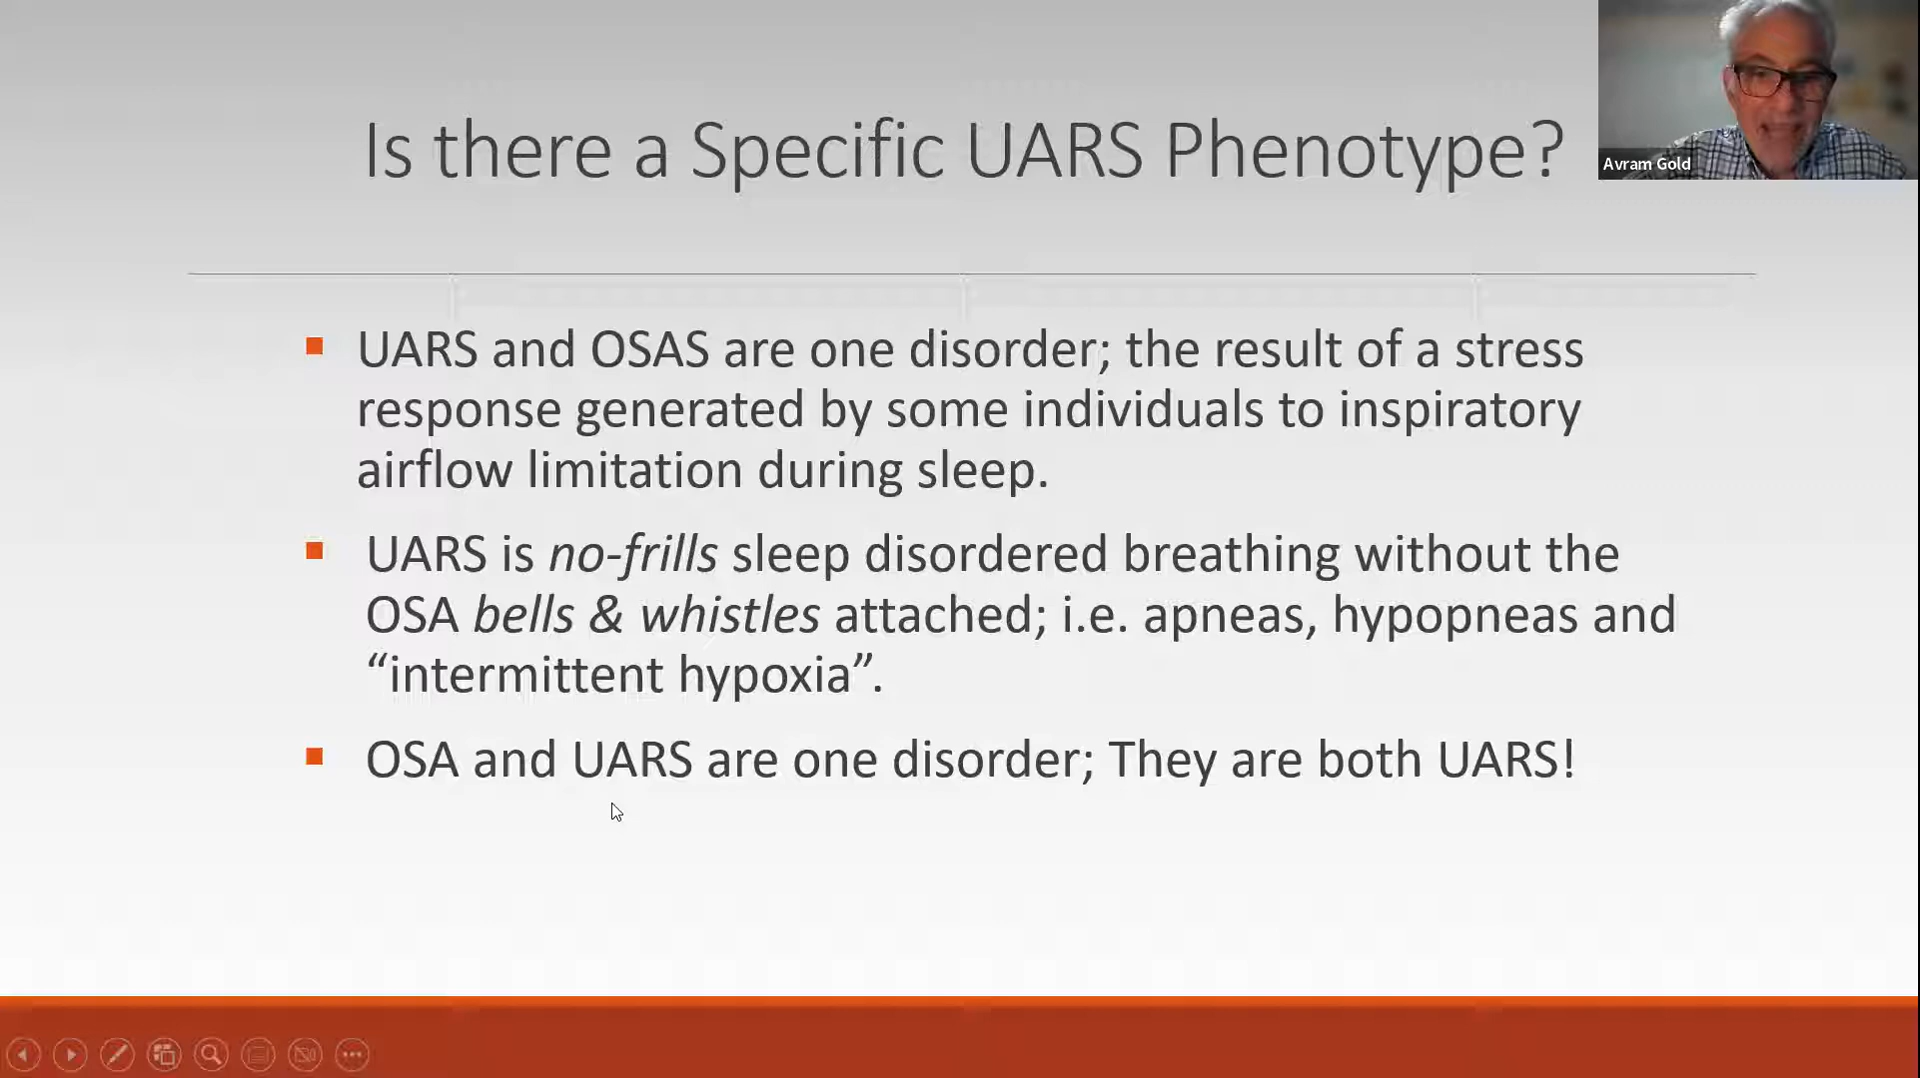 Is there a Specific UARS Phenotype?
Avram Gold
UARS and OSAS are one disorder; the result of a stress
response generated by some individuals to inspiratory
airflow limitation during sleep.
UARS is no-frills sleep disordered breathing without the
OSA bells & whistles attached; i.e. apneas, hypopneas and
“intermittent hypoxia”.
OSA and UARS are one disorder; They are both UARS!